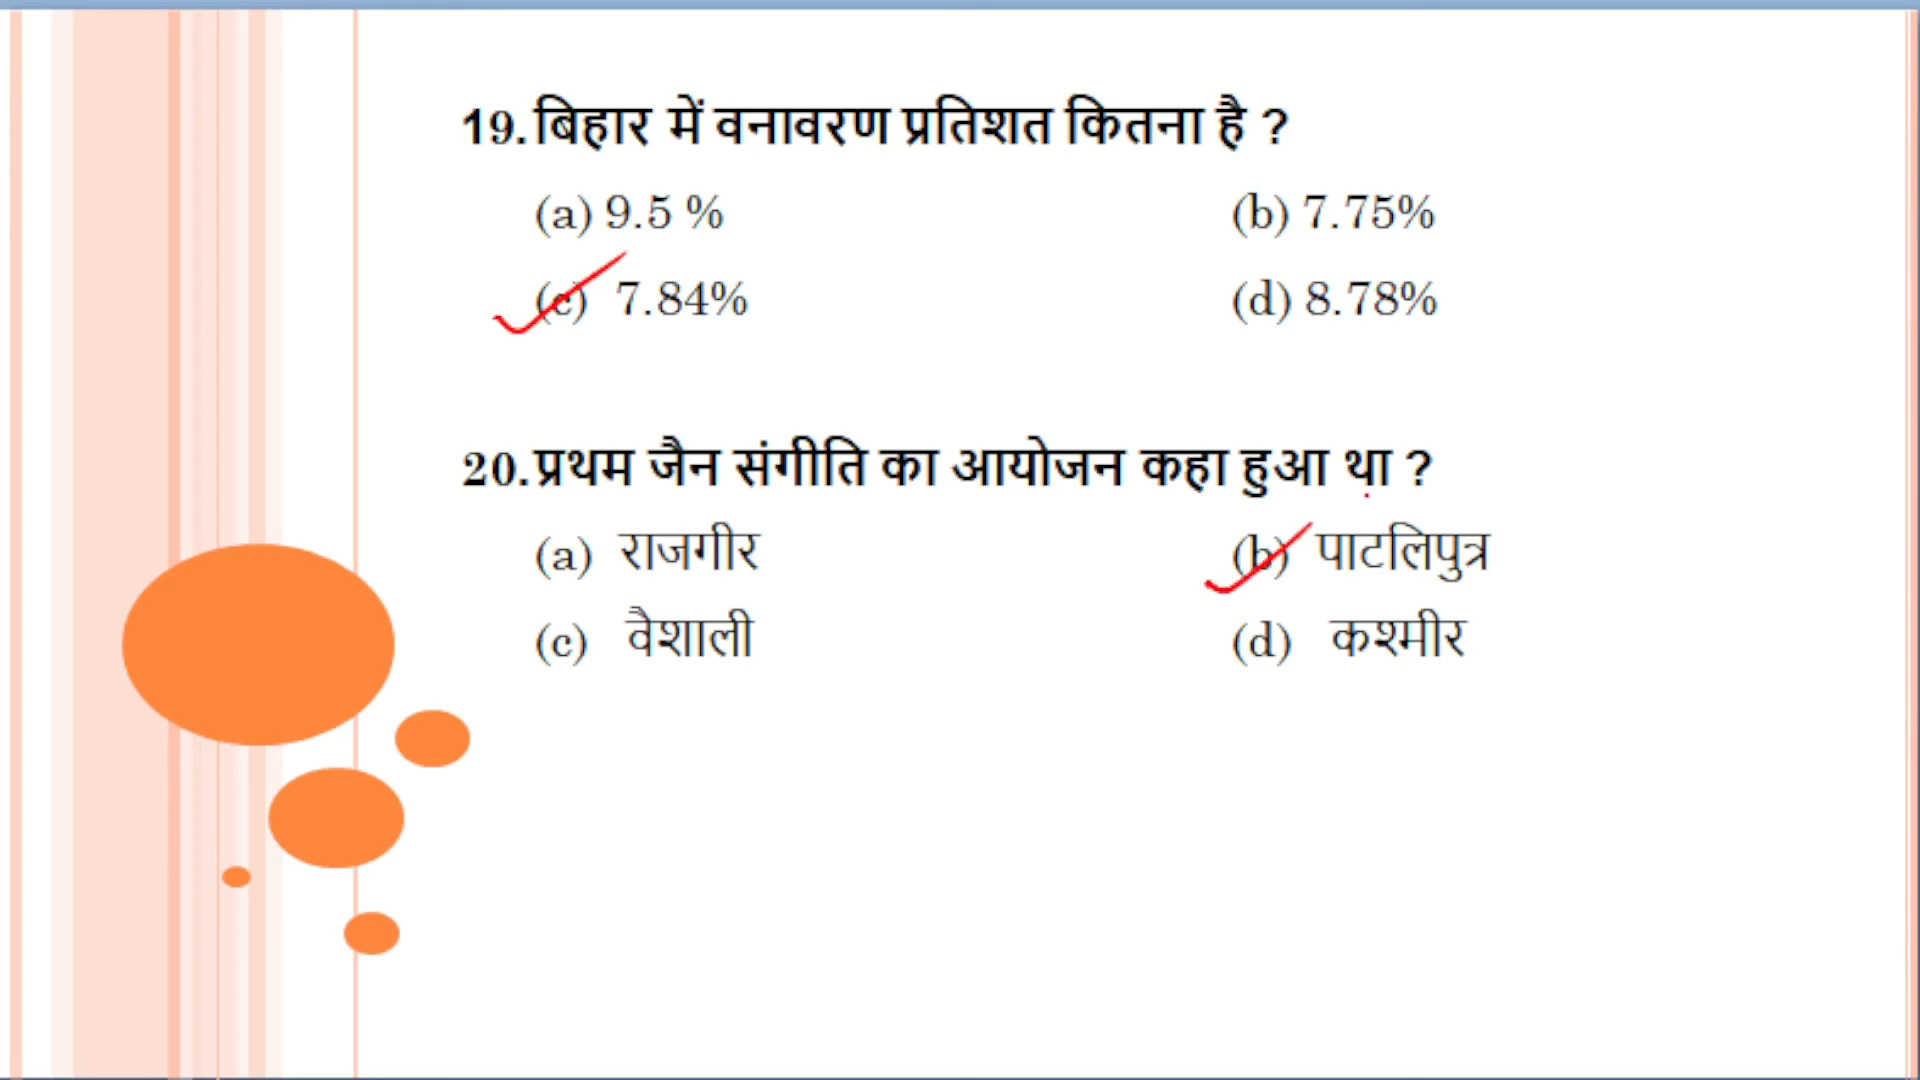 19. बिहार में वनावरण प्रतिशत कितना है ?
(a) 9.5 % (b) 7.75%
(c) 7.84% (d) 8.78%
20. प्रथम जैन संगीति का आयोजन कहा हुआ था ?
(a) राजगीर (b) पाटलिपुत्र
(c) वैशाली (d) कश्मीर